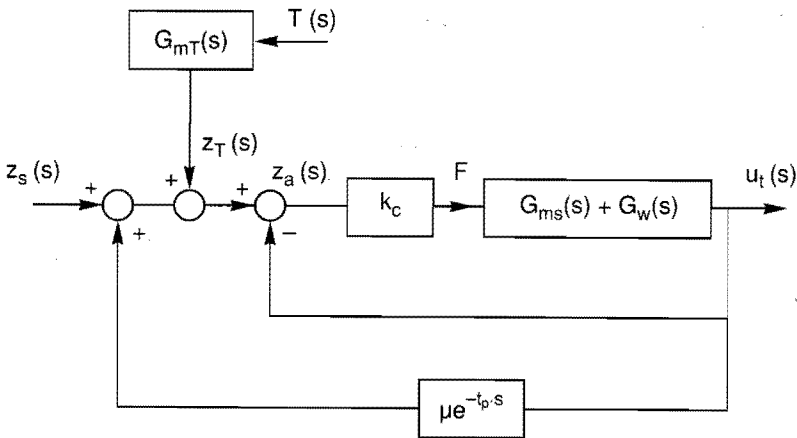 T(s)
G_mT(s)
z_T(s)
z_s(s)
z_a(s)
F
u_t(s)
+
+
+
k_c
G_ms(s) + G_w(s)
+
−
μe^{−t_p·s}